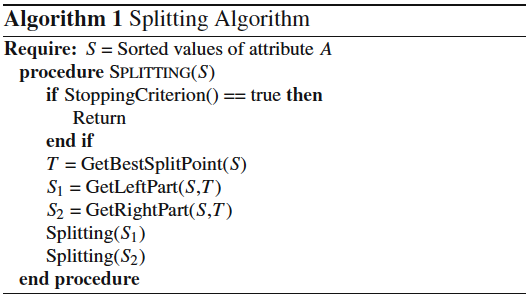 Algorithm 1 Splitting Algorithm
Require: S = Sorted values of attribute A
procedure SPLITTING(S)
if StoppingCriterion() == true then
Return
end if
T = GetBestSplitPoint(S)
S₁ = GetLeftPart(S,T)
S₂ = GetRightPart(S,T)
Splitting(S₁)
Splitting(S₂)
end procedure